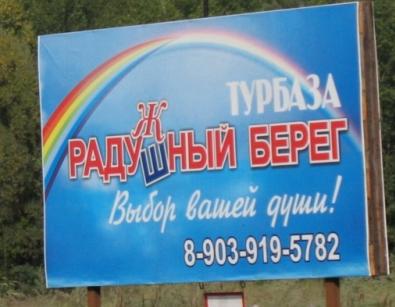 ТУРБАЗА
Ж
РАДУШНЫЙ БЕРЕГ
Выбор вашей души!
8-903-919-5782